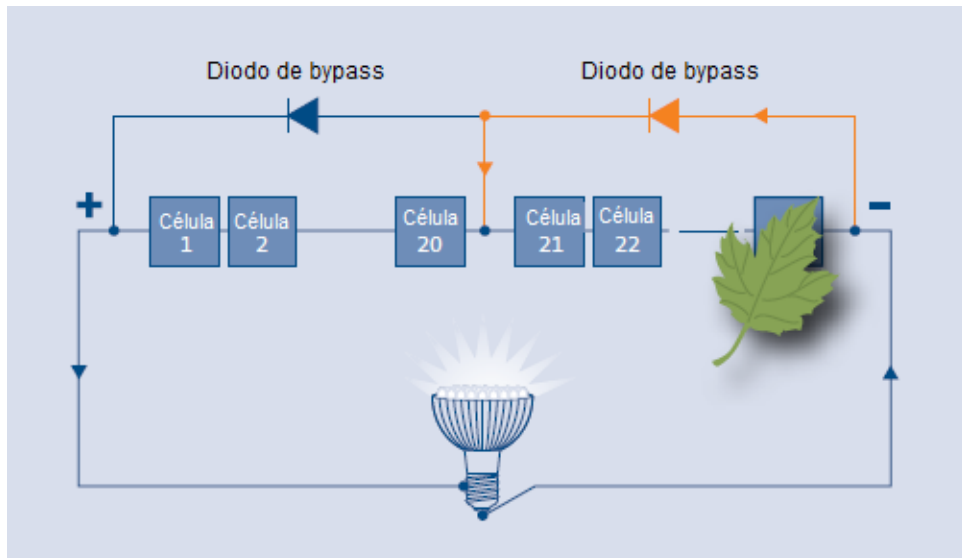 Diodo de bypass
Diodo de bypass
+
-
Célula
1
Célula
2
Célula
20
Célula
21
Célula
22